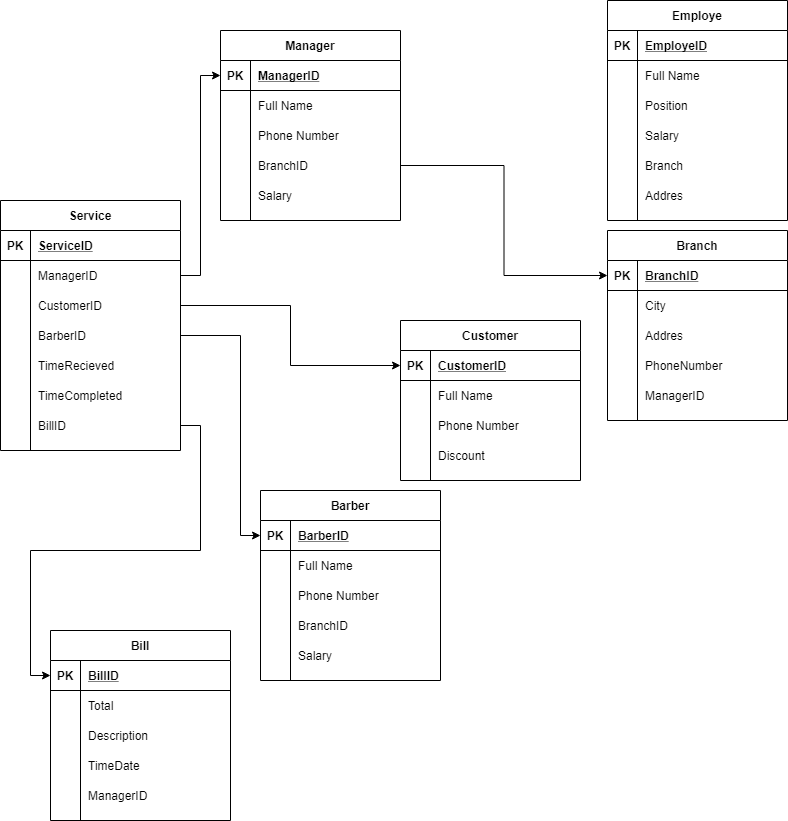 Employe
PK EmployeID
Full Name
Position
Salary
Branch
Addres
Manager
PK ManagerID
Full Name
Phone Number
BranchID
Salary
Service
PK ServiceID
ManagerID
CustomerID
BarberID
TimeRecieved
TimeCompleted
BillID
Branch
PK BranchID
City
Addres
PhoneNumber
ManagerID
Customer
PK CustomerID
Full Name
Phone Number
Discount
Barber
PK BarberID
Full Name
Phone Number
BranchID
Salary
Bill
PK BillID
Total
Description
TimeDate
ManagerID